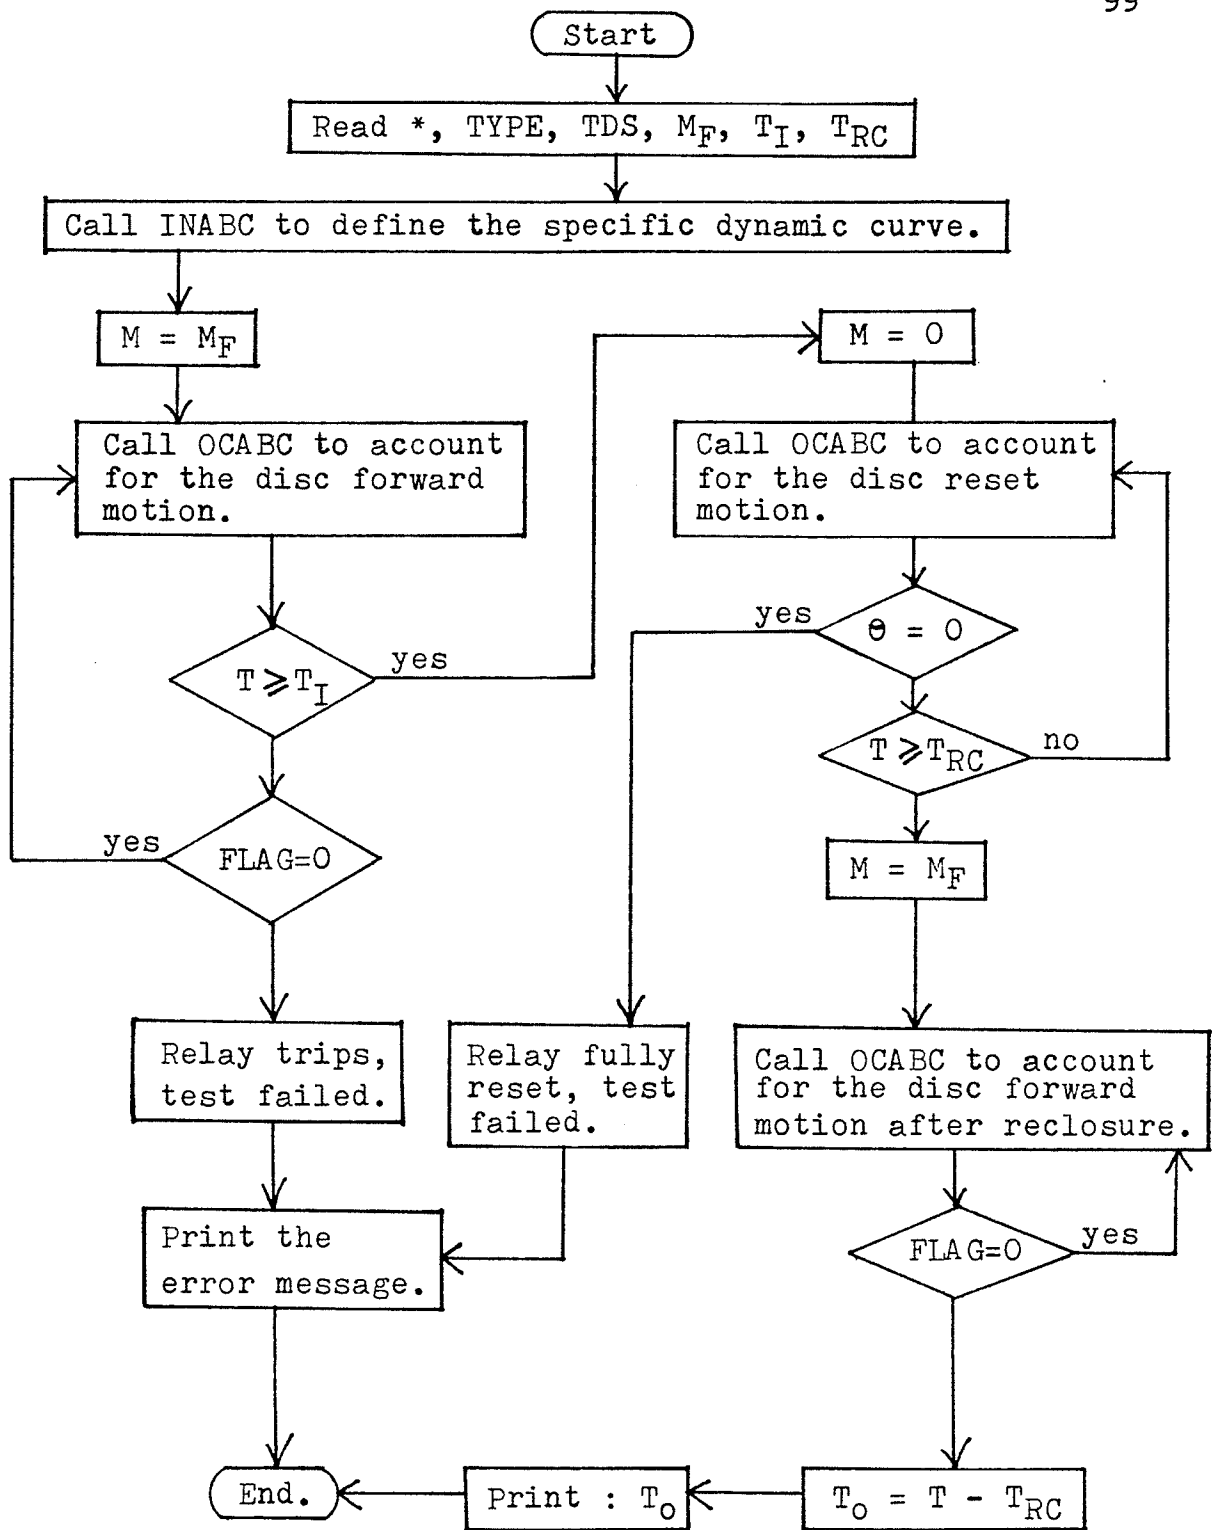 99
Start
Read *, TYPE, TDS, M_F, T_I, T_RC
Call INABC to define the specific dynamic curve.
M = M_F
Call OCABC to account
for the disc forward
motion.
T ⩾ T_I
yes
FLAG=0
yes
Relay trips,
test failed.
Print the
error message.
M = 0
Call OCABC to account
for the disc reset
motion.
θ = 0
yes
T ⩾ T_RC
no
Relay fully
reset, test
failed.
M = M_F
Call OCABC to account
for the disc forward
motion after reclosure.
FLAG=0
yes
T_o = T - T_RC
Print : T_o
End.